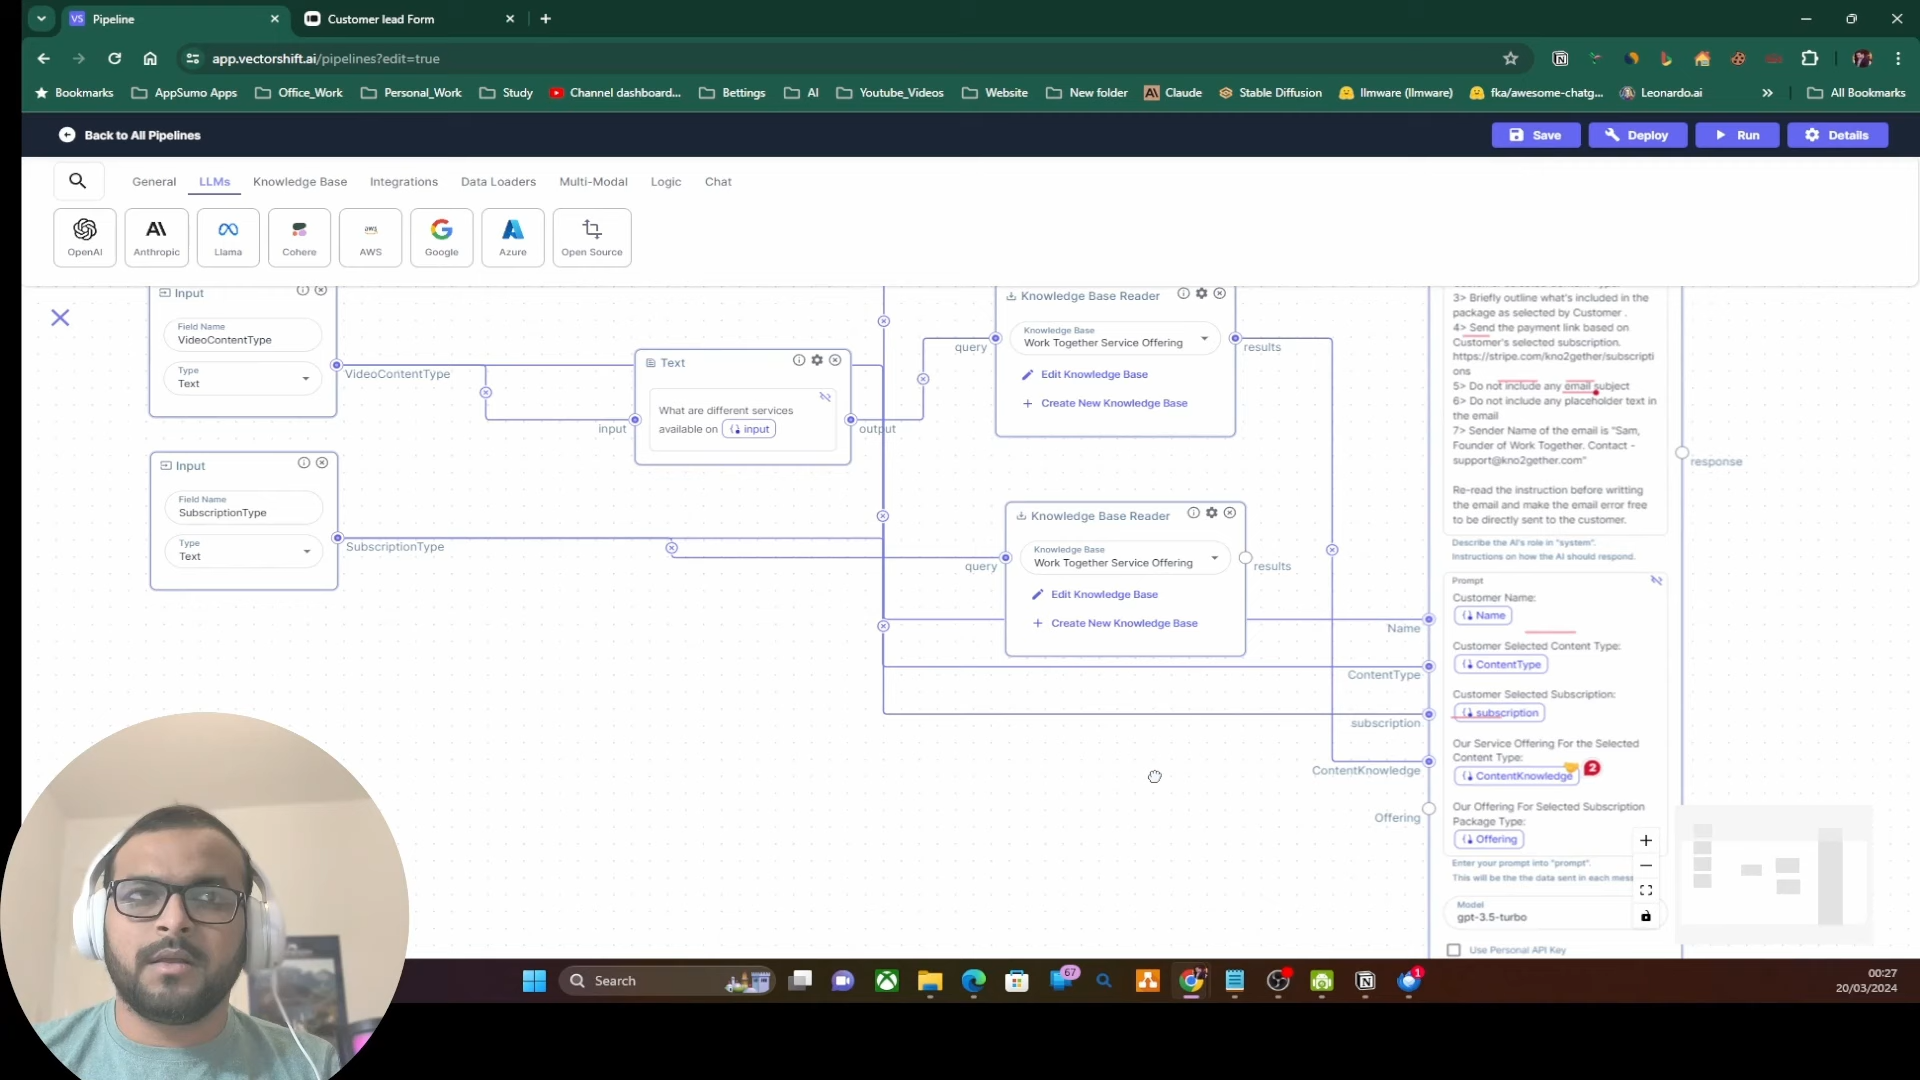 VS Pipeline
Customer lead Form
app.vectorshift.ai/pipelines?edit=true
Bookmarks
AppSumo Apps
Office_Work
Personal_Work
Study
Channel dashboard...
Bettings
AI
Youtube_Videos
Website
New folder
Claude
Stable Diffusion
llmware (llmware)
fka/awesome-chatg...
Leonardo.ai
All Bookmarks
Back to All Pipelines
Save
Deploy
Run
Details
General
LLMs
Knowledge Base
Integrations
Data Loaders
Multi-Modal
Logic
Chat
OpenAI
Anthropic
Llama
Cohere
aws
AWS
Google
Azure
Open Source
Input
Field Name
VideoContentType
Type
Text
VideoContentType
Input
Field Name
SubscriptionType
Type
Text
SubscriptionType
Text
What are different services
available on input
input
output
query
Knowledge Base Reader
Knowledge Base
Work Together Service Offering
Edit Knowledge Base
Create New Knowledge Base
results
query
Knowledge Base Reader
Knowledge Base
Work Together Service Offering
Edit Knowledge Base
Create New Knowledge Base
results
Name
ContentType
subscription
ContentKnowledge
Offering
3> Briefly outline what's included in the
package as selected by Customer .
4> Send the payment link based on
Customer's selected subscription.
https://stripe.com/kno2gether/subscripti
ons
5> Do not include any email subject
6> Do not include any placeholder text in
the email
7> Sender Name of the email is "Sam,
Founder of Work Together. Contact -
support@kno2gether.com"
Re-read the instruction before writting
the email and make the email error free
to be directly sent to the customer.
Describe the AI's role in "system".
Instructions on how the AI should respond.
Prompt
Customer Name:
Name
Customer Selected Content Type:
ContentType
Customer Selected Subscription:
subscription
Our Service Offering For the Selected
Content Type:
ContentKnowledge
2
Our Offering For Selected Subscription
Package Type:
Offering
Enter your prompt into "prompt".
This will be the the data sent in each mess
Model
gpt-3.5-turbo
Use Personal API Key
response
Search
67
1
00:27
20/03/2024